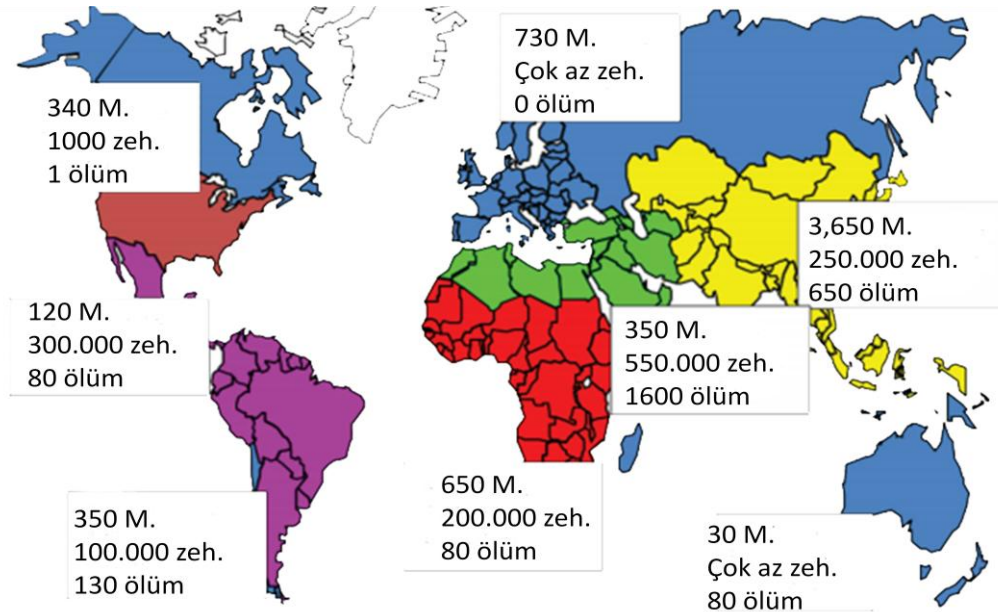 730 M.
Çok az zeh.
0 ölüm
340 M.
1000 zeh.
1 ölüm
3,650 M.
250.000 zeh.
650 ölüm
120 M.
300.000 zeh.
80 ölüm
350 M.
550.000 zeh.
1600 ölüm
650 M.
200.000 zeh.
80 ölüm
350 M.
100.000 zeh.
130 ölüm
30 M.
Çok az zeh.
80 ölüm